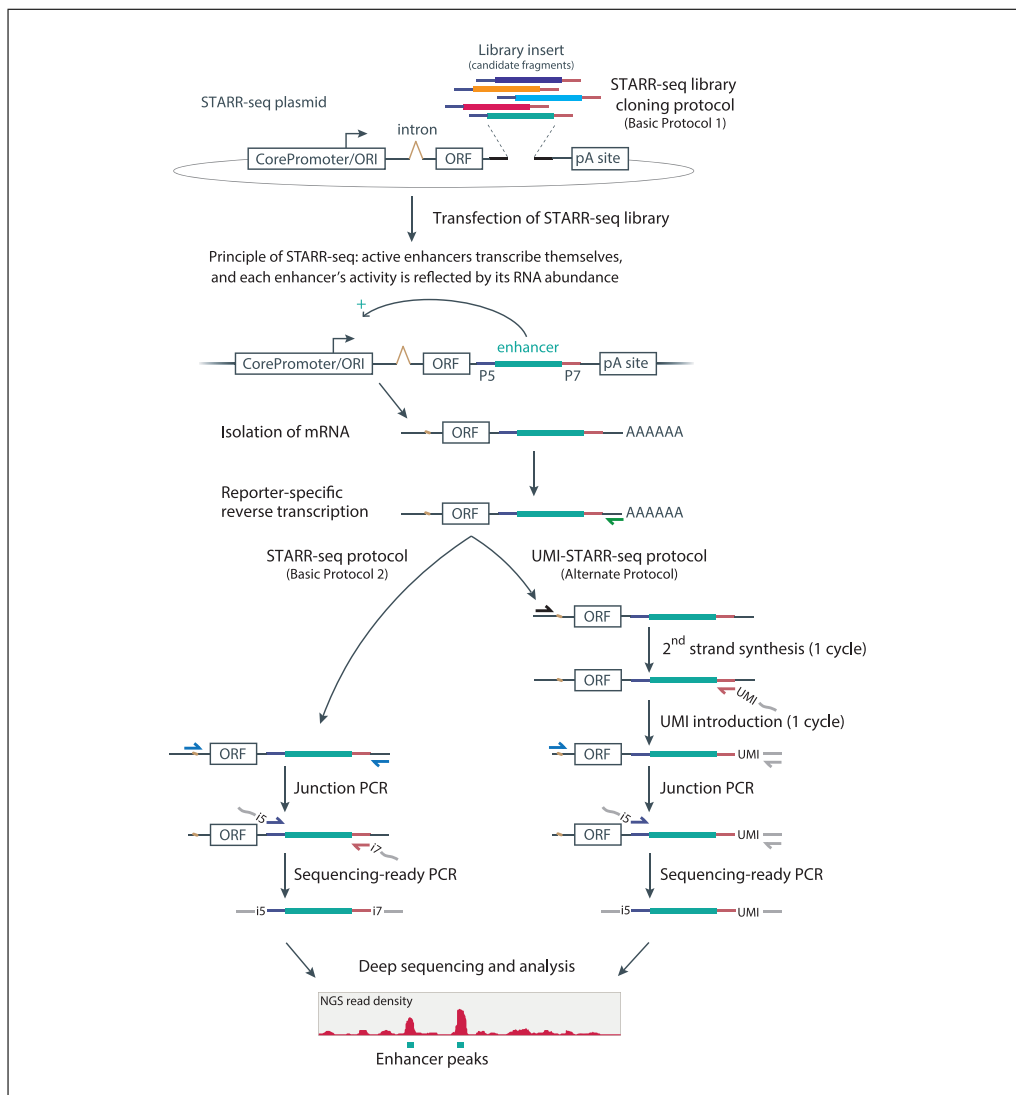 Library insert
(candidate fragments)
STARR-seq library
cloning protocol
(Basic Protocol 1)
STARR-seq plasmid
intron
CorePromoter/ORI
ORF
pA site
Transfection of STARR-seq library
Principle of STARR-seq: active enhancers transcribe themselves,
and each enhancer's activity is reflected by its RNA abundance
+
enhancer
CorePromoter/ORI
ORF
pA site
P5
P7
Isolation of mRNA
ORF
AAAAAA
Reporter-specific
reverse transcription
ORF
AAAAAA
STARR-seq protocol
(Basic Protocol 2)
UMI-STARR-seq protocol
(Alternate Protocol)
ORF
2nd strand synthesis (1 cycle)
ORF
UMI
UMI introduction (1 cycle)
ORF
ORF
UMI
Junction PCR
Junction PCR
i5
i5
ORF
i7
ORF
UMI
Sequencing-ready PCR
Sequencing-ready PCR
i5
i7
i5
UMI
Deep sequencing and analysis
NGS read density
Enhancer peaks